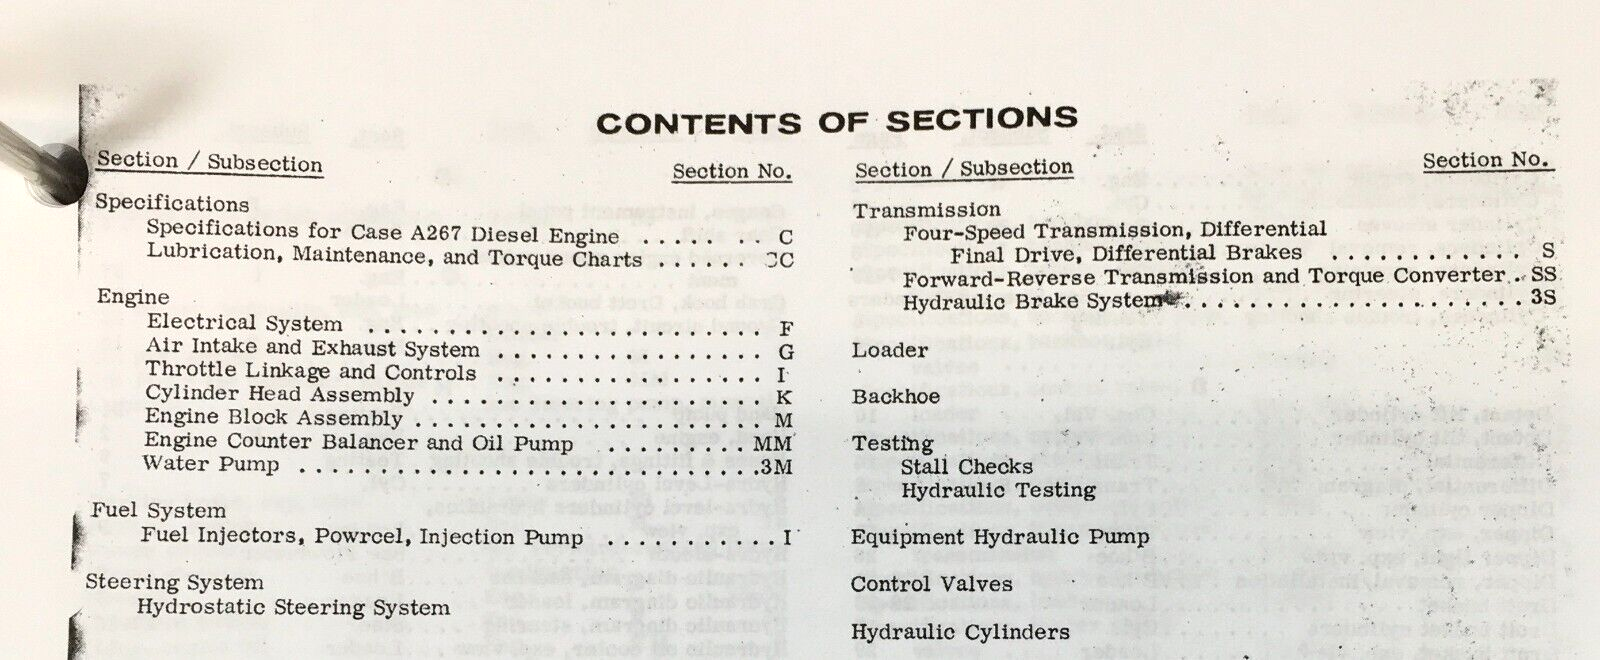 CONTENTS OF SECTIONS
Section / Subsection Section No.
Specifications
Specifications for Case A267 Diesel Engine ..... .. C
Lubrication, Maintenance, and Torque Charts ...... CC
Engine
Electrical System .................. F
Air Intake and Exhaust System ................. G
Throttle Linkage and Controls ................. I
Cylinder Head Assembly .................... K
Engine Block Assembly ..................... M
Engine Counter Balancer and Oil Pump ......... MM
Water Pump .......................... 3M
Fuel System
Fuel Injectors, Powrcel, Injection Pump ............ I
Steering System
Hydrostatic Steering System
Section / Subsection Section No.
Transmission
Four-Speed Transmission, Differential
Final Drive, Differential Brakes ............ S
Forward-Reverse Transmission and Torque Converter .. SS
Hydraulic Brake System ..................... 3S
Loader
Backhoe
Testing
Stall Checks
Hydraulic Testing
Equipment Hydraulic Pump
Control Valves
Hydraulic Cylinders